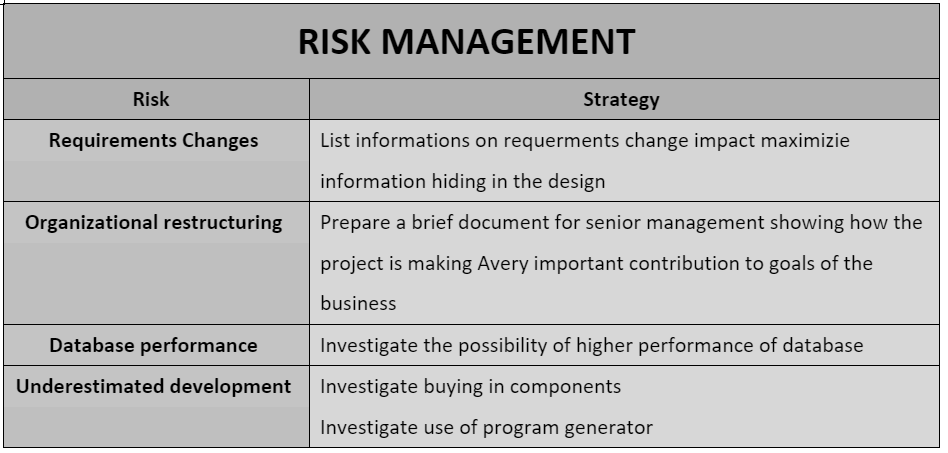 RISK MANAGEMENT
Risk
Strategy
Requirements Changes
List informations on requerments change impact maximizie
information hiding in the design
Organizational restructuring
Prepare a brief document for senior management showing how the
project is making Avery important contribution to goals of the
business
Database performance
Investigate the possibility of higher performance of database
Underestimated development
Investigate buying in components
Investigate use of program generator